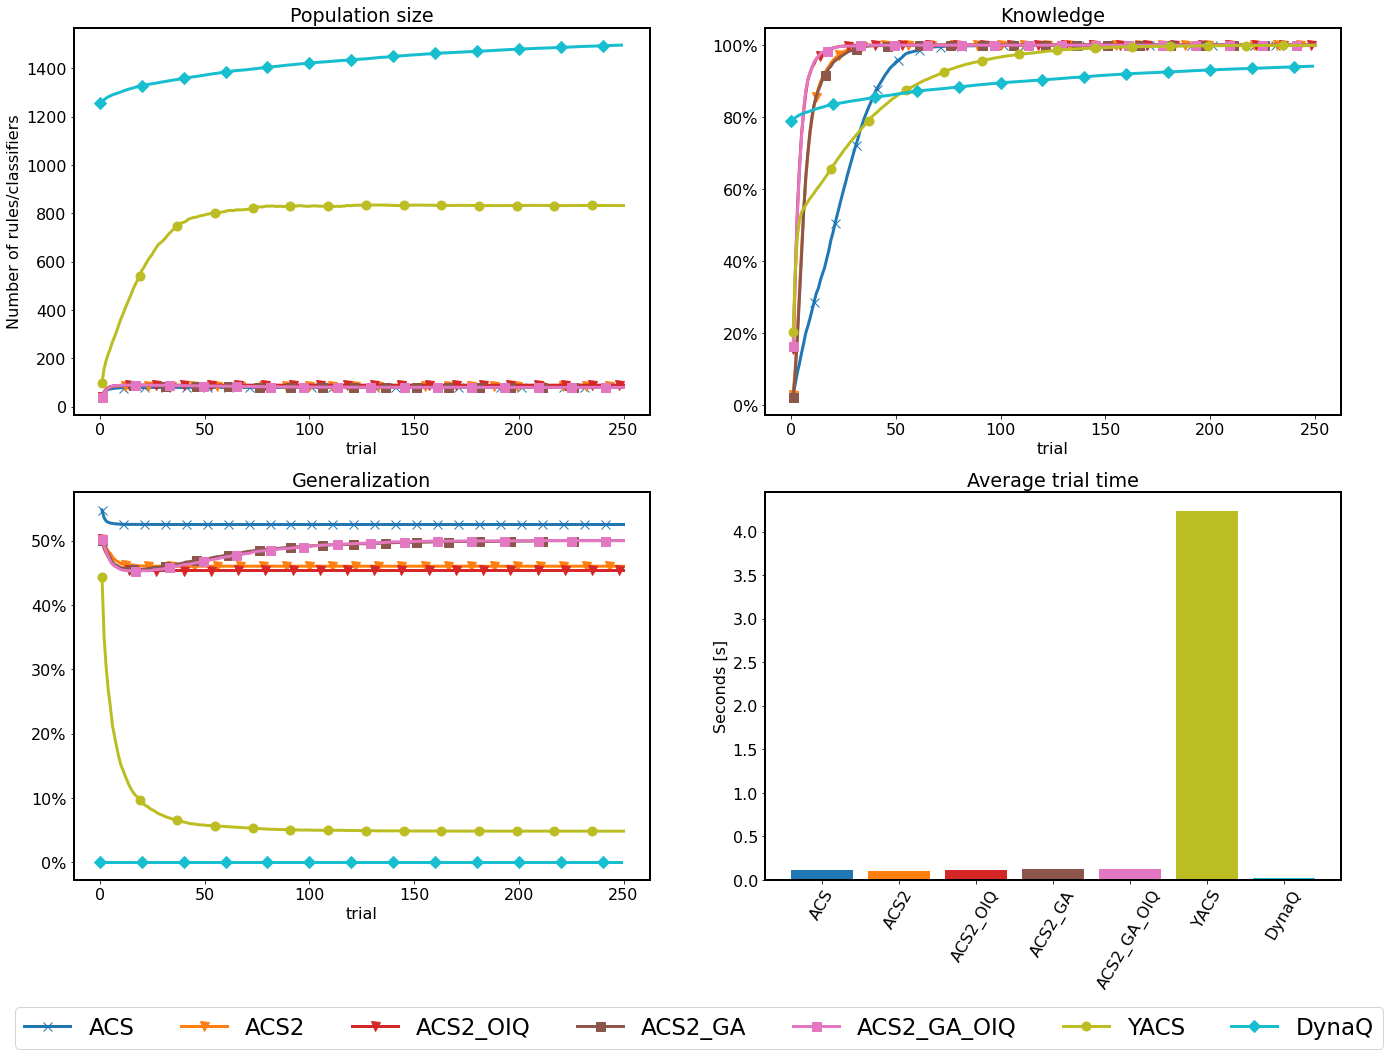 Population size
Number of rules/classifiers
1400
1200
1000
800
600
400
200
0
0 50 100 150 200 250
trial
Knowledge
100%
80%
60%
40%
20%
0%
0 50 100 150 200 250
trial
Generalization
50%
40%
30%
20%
10%
0%
0 50 100 150 200 250
trial
Average trial time
Seconds [s]
4.0
3.5
3.0
2.5
2.0
1.5
1.0
0.5
0.0
ACS ACS2 ACS2_OIQ ACS2_GA ACS2_GA_OIQ YACS DynaQ
ACS ACS2 ACS2_OIQ ACS2_GA ACS2_GA_OIQ YACS DynaQ